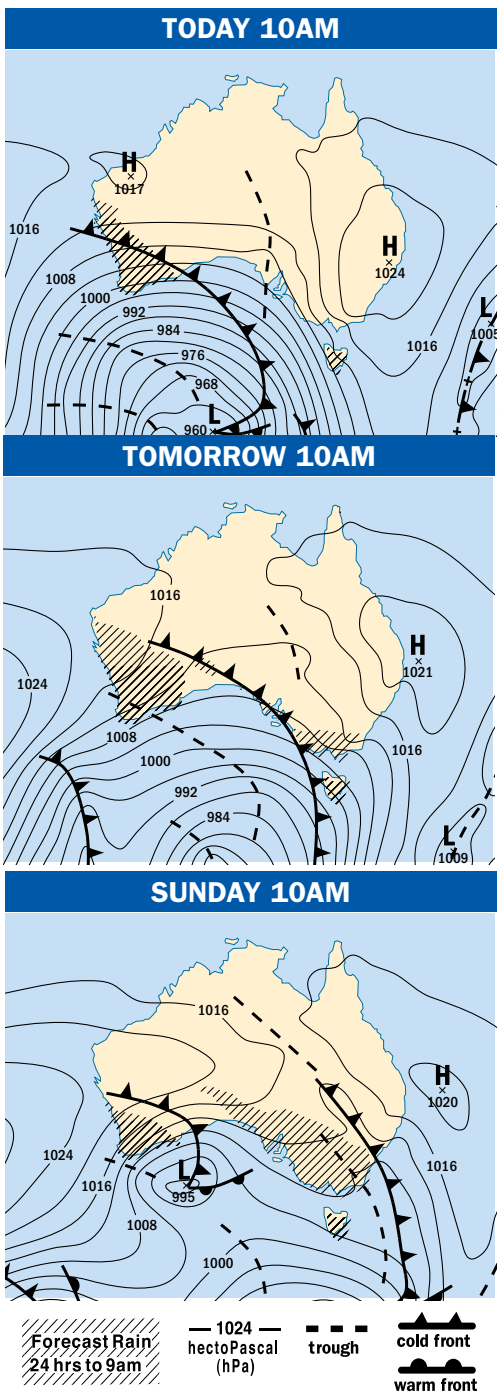 TODAY 10AM
H
1017
1016
H
1024
1008
1000
992
984
976
968
L
1005
1016
L
960
TOMORROW 10AM
1016
H
1021
1024
1008
1016
1000
992
984
L
1009
SUNDAY 10AM
1016
H
1020
1024
L
995
1016
1016
1008
1000
Forecast Rain
24 hrs to 9am
1024
hectoPascal
(hPa)
trough
cold front
warm front